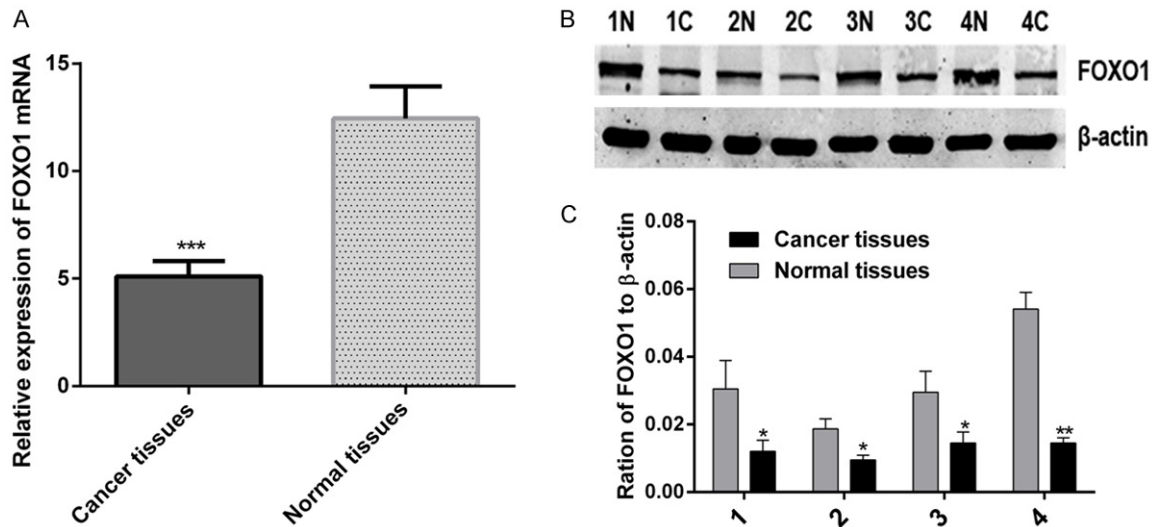 A
Relative expression of FOXO1 mRNA
15
10
5
0
***
Cancer tissues
Normal tissues
B
1N 1C 2N 2C 3N 3C 4N 4C
FOXO1
β-actin
C
Ration of FOXO1 to β-actin
0.08
0.06
0.04
0.02
0.00
Cancer tissues
Normal tissues
* * * **
1 2 3 4